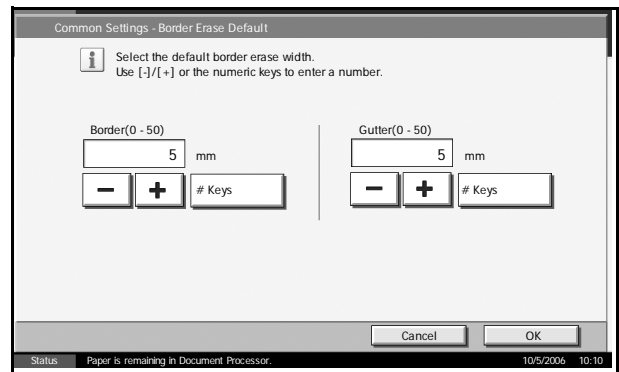 Common Settings - Border Erase Default
Select the default border erase width.
Use [-]/[+] or the numeric keys to enter a number.
Border(0 - 50) Gutter(0 - 50)
5 mm 5 mm
− + # Keys − + # Keys
Cancel OK
Status Paper is remaining in Document Processor. 10/5/2006 10:10